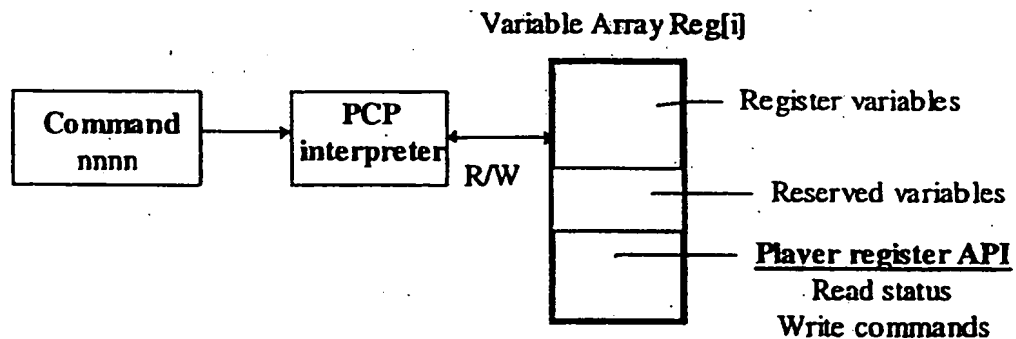 Variable Array Reg[i]
Command
nnnn
PCP
interpreter
R/W
Register variables
Reserved variables
Player register API
Read status
Write commands